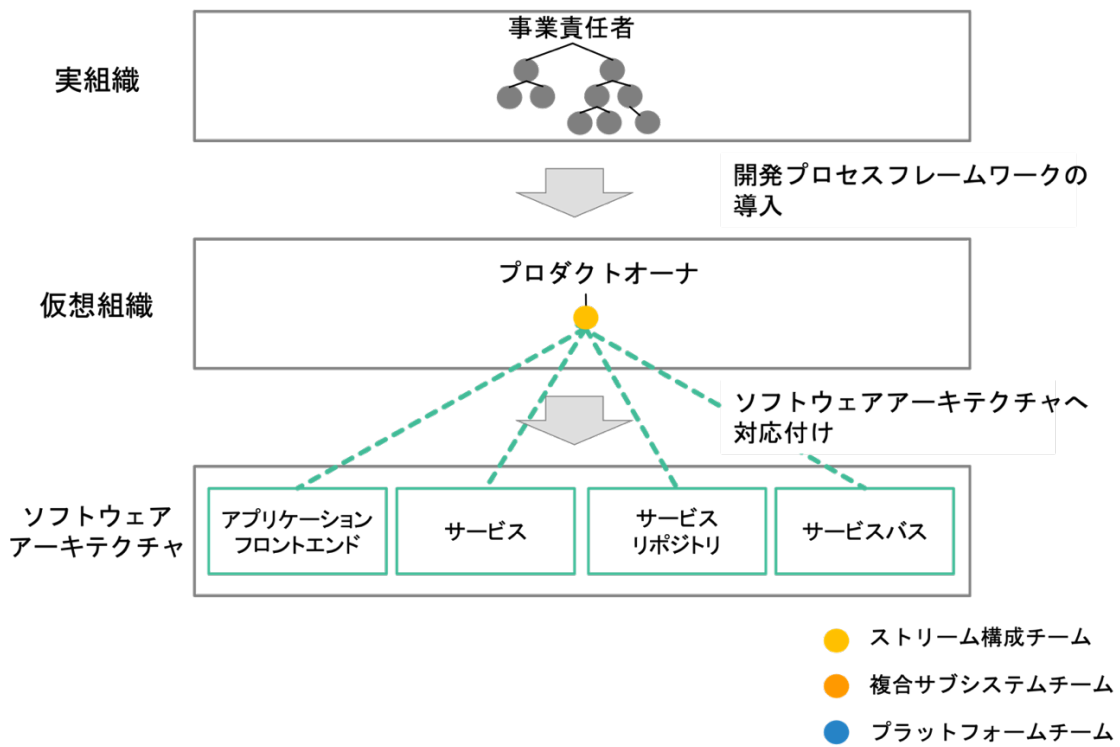 事業責任者
実組織
開発プロセスフレームワークの
導入
プロダクトオーナ
仮想組織
ソフトウェアアーキテクチャへ
対応付け
ソフトウェア
アーキテクチャ
アプリケーション
フロントエンド
サービス
サービス
リポジトリ
サービスバス
ストリーム構成チーム
複合サブシステムチーム
プラットフォームチーム